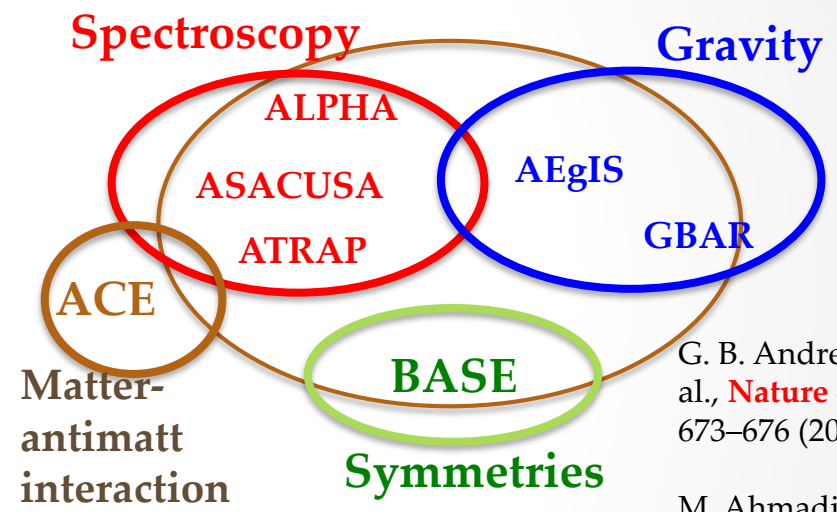 Spectroscopy
Gravity
ALPHA
ASACUSA
AEgIS
ATRAP
GBAR
ACE
BASE
Matter-
antimatt
interaction
Symmetries
G. B. Andre
al., Nature
673–676 (20
M. Ahmadi